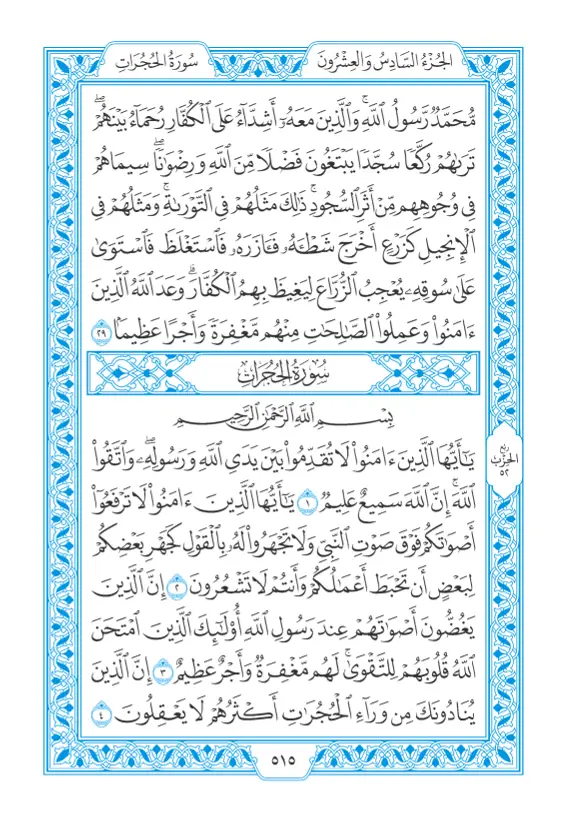 الجُزْءُ السَّادِسُ وَالعِشْرُونَ
سُورَةُ الحُجُرَاتِ
مُّحَمَّدٌ رَّسُولُ ٱللَّهِۚ وَٱلَّذِينَ مَعَهُۥٓ أَشِدَّآءُ عَلَى ٱلۡكُفَّارِ رُحَمَآءُ بَيۡنَهُمۡۖ
تَرَىٰهُمۡ رُكَّعٗا سُجَّدٗا يَبۡتَغُونَ فَضۡلٗا مِّنَ ٱللَّهِ وَرِضۡوَٰنٗاۖ سِيمَاهُمۡ
فِي وُجُوهِهِم مِّنۡ أَثَرِ ٱلسُّجُودِۚ ذَٰلِكَ مَثَلُهُمۡ فِي ٱلتَّوۡرَىٰةِۚ وَمَثَلُهُمۡ فِي
ٱلۡإِنجِيلِ كَزَرۡعٍ أَخۡرَجَ شَطۡـَٔهُۥ فَـَٔازَرَهُۥ فَٱسۡتَغۡلَظَ فَٱسۡتَوَىٰ
عَلَىٰ سُوقِهِۦ يُعۡجِبُ ٱلزُّرَّاعَ لِيَغِيظَ بِهِمُ ٱلۡكُفَّارَۗ وَعَدَ ٱللَّهُ ٱلَّذِينَ
ءَامَنُواْ وَعَمِلُواْ ٱلصَّٰلِحَٰتِ مِنۡهُم مَّغۡفِرَةٗ وَأَجۡرًا عَظِيمَۢا ٢٩
سُورَةُ الحُجُرَاتِ
بِسۡمِ ٱللَّهِ ٱلرَّحۡمَٰنِ ٱلرَّحِيمِ
يَٰٓأَيُّهَا ٱلَّذِينَ ءَامَنُواْ لَا تُقَدِّمُواْ بَيۡنَ يَدَيِ ٱللَّهِ وَرَسُولِهِۦۖ وَٱتَّقُواْ
ٱللَّهَۚ إِنَّ ٱللَّهَ سَمِيعٌ عَلِيمٞ ١ يَٰٓأَيُّهَا ٱلَّذِينَ ءَامَنُواْ لَا تَرۡفَعُوٓاْ
أَصۡوَٰتَكُمۡ فَوۡقَ صَوۡتِ ٱلنَّبِيِّ وَلَا تَجۡهَرُواْ لَهُۥ بِٱلۡقَوۡلِ كَجَهۡرِ بَعۡضِكُمۡ
لِبَعۡضٍ أَن تَحۡبَطَ أَعۡمَٰلُكُمۡ وَأَنتُمۡ لَا تَشۡعُرُونَ ٢ إِنَّ ٱلَّذِينَ
يَغُضُّونَ أَصۡوَٰتَهُمۡ عِندَ رَسُولِ ٱللَّهِ أُوْلَٰٓئِكَ ٱلَّذِينَ ٱمۡتَحَنَ
ٱللَّهُ قُلُوبَهُمۡ لِلتَّقۡوَىٰۚ لَهُم مَّغۡفِرَةٞ وَأَجۡرٌ عَظِيمٌ ٣ إِنَّ ٱلَّذِينَ
يُنَادُونَكَ مِن وَرَآءِ ٱلۡحُجُرَٰتِ أَكۡثَرُهُمۡ لَا يَعۡقِلُونَ ٤
رُبع
الحِزْب
٥٢
٥١٥